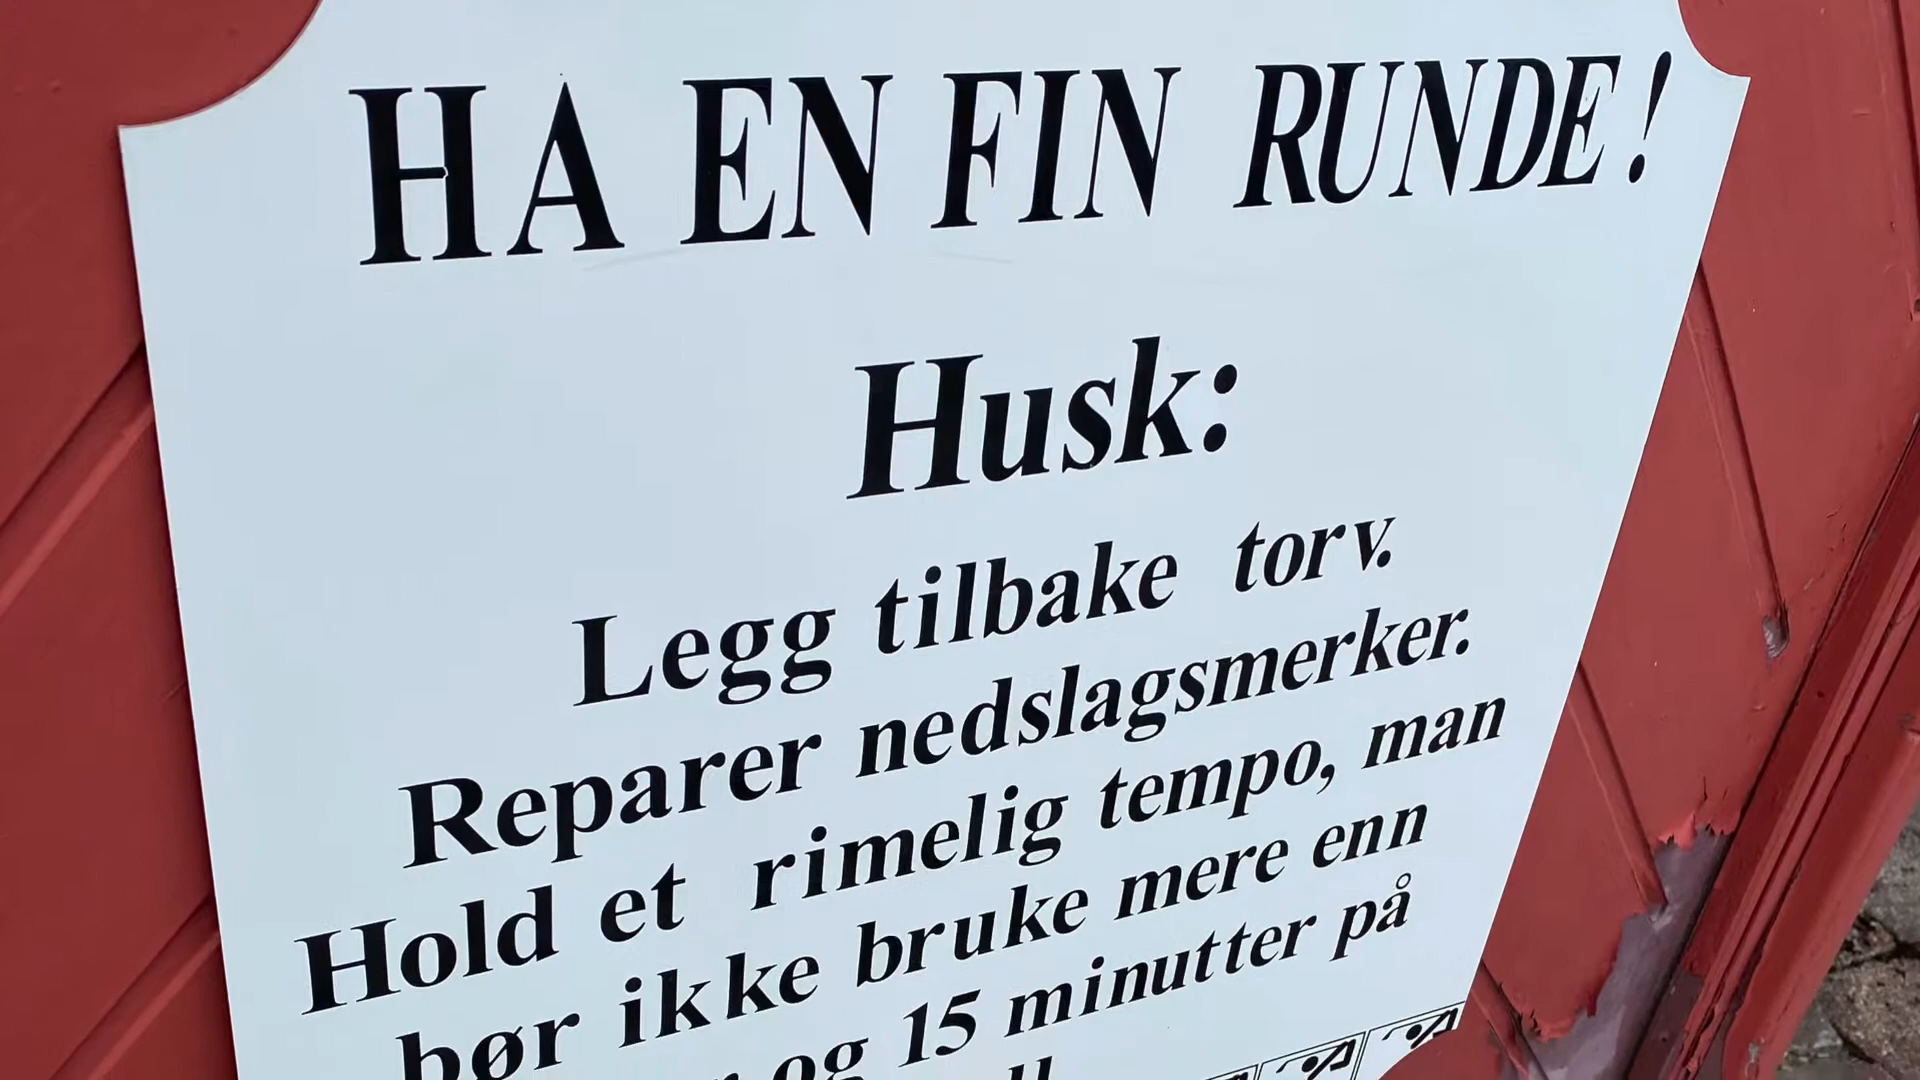 HA EN FIN RUNDE!
Husk:
Legg tilbake torv.
Reparer nedslagsmerker.
Hold et rimelig tempo, man
bør ikke bruke mere enn
og 15 minutter på